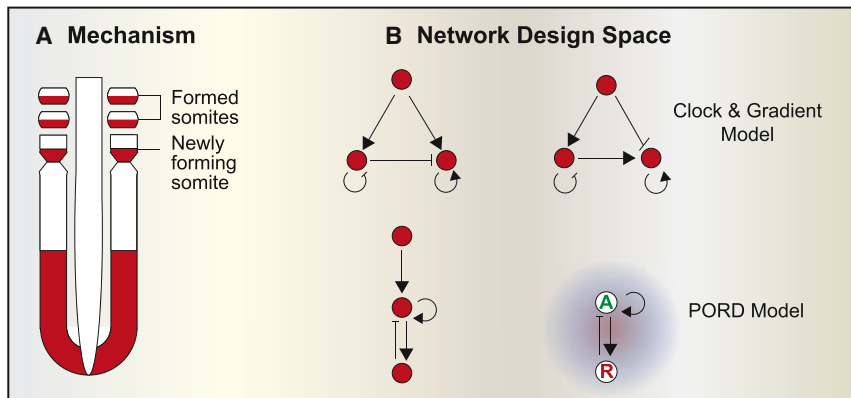 A Mechanism
Formed
somites
Newly
forming
somite
B Network Design Space
Clock & Gradient
Model
A
R
PORD Model